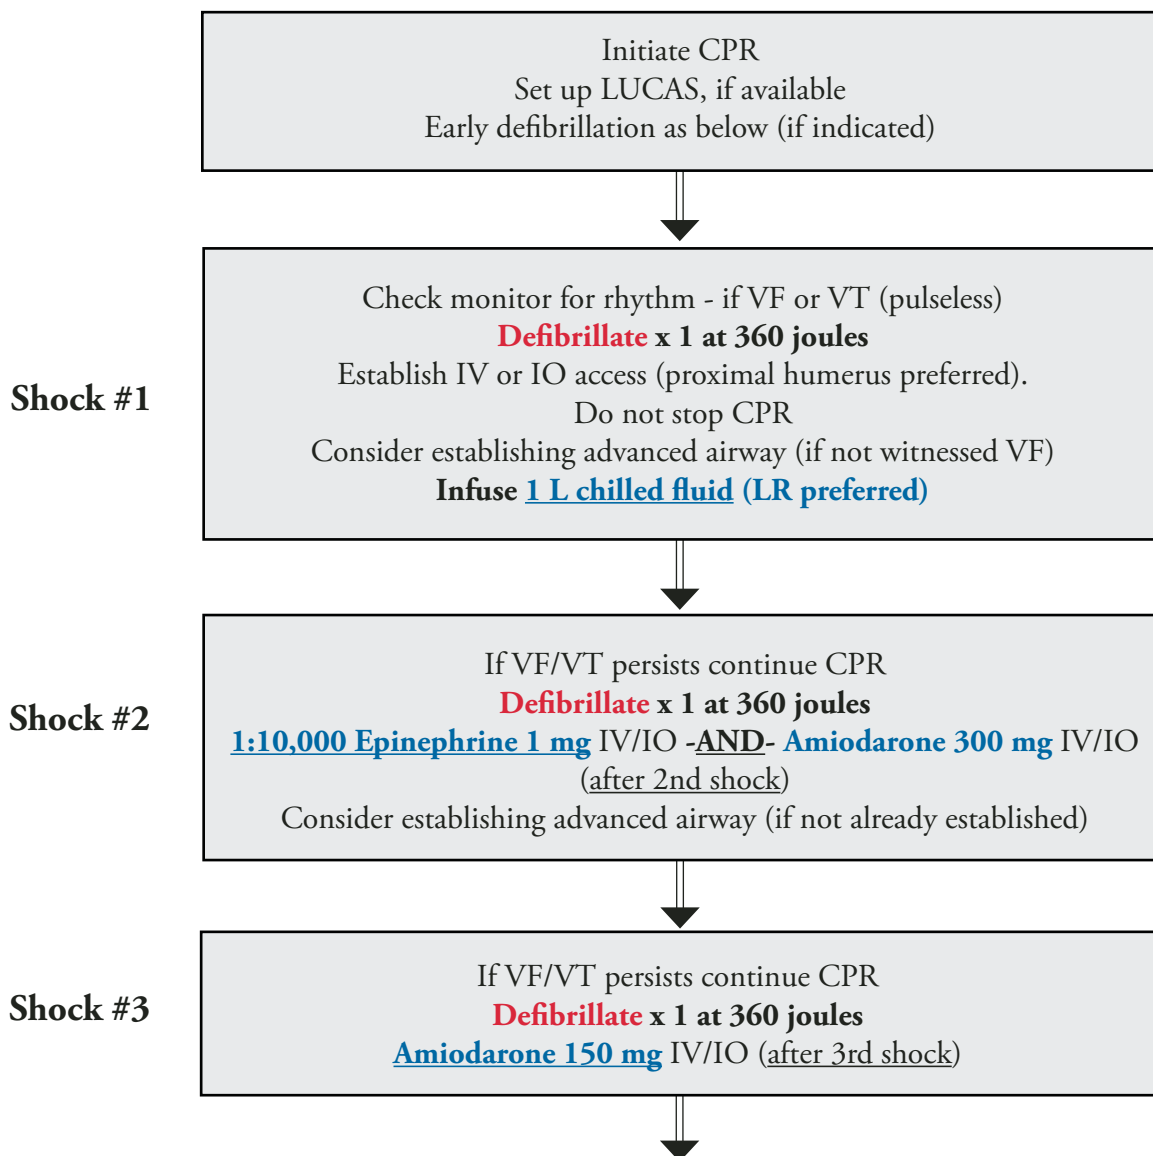 Initiate CPR
Set up LUCAS, if available
Early defibrillation as below (if indicated)
Shock #1
Check monitor for rhythm - if VF or VT (pulseless)
Defibrillate x 1 at 360 joules
Establish IV or IO access (proximal humerus preferred).
Do not stop CPR
Consider establishing advanced airway (if not witnessed VF)
Infuse 1 L chilled fluid (LR preferred)
Shock #2
If VF/VT persists continue CPR
Defibrillate x 1 at 360 joules
1:10,000 Epinephrine 1 mg IV/IO -AND- Amiodarone 300 mg IV/IO
(after 2nd shock)
Consider establishing advanced airway (if not already established)
Shock #3
If VF/VT persists continue CPR
Defibrillate x 1 at 360 joules
Amiodarone 150 mg IV/IO (after 3rd shock)